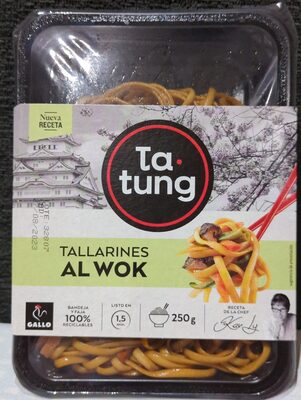 Nueva
RECETA
Ta·
tung
TALLARINES
AL WOK
GALLO
BANDEJA
Y FAJA
100%
RECICLABLES
LISTO EN
1,5
MIN.
250g
RECETA
DE LA CHEF